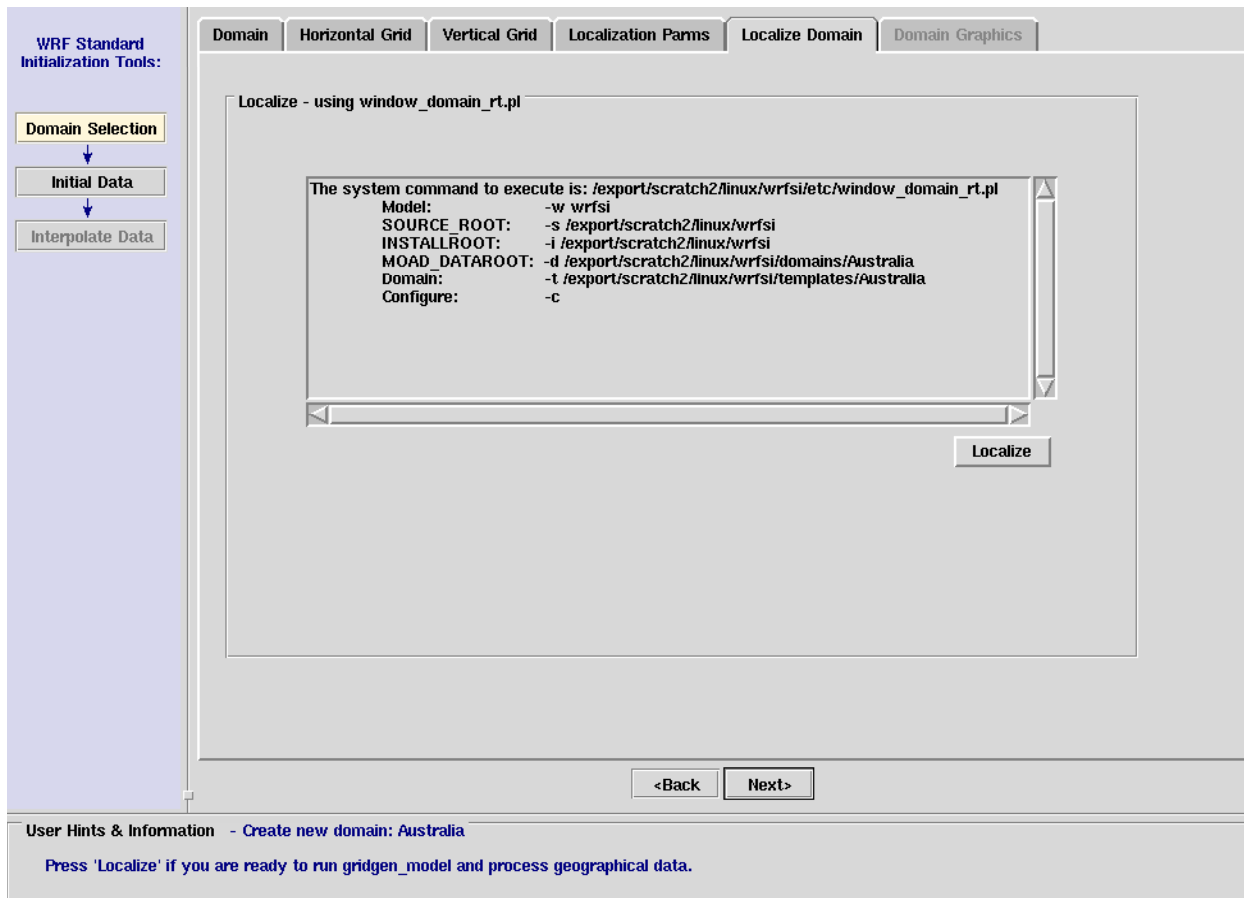 WRF Standard
Initialization Tools:
Domain Selection
Initial Data
Interpolate Data
Domain
Horizontal Grid
Vertical Grid
Localization Parms
Localize Domain
Domain Graphics
Localize - using window_domain_rt.pl
The system command to execute is: /export/scratch2/linux/wrfsi/etc/window_domain_rt.pl
Model: -w wrfsi
SOURCE_ROOT: -s /export/scratch2/linux/wrfsi
INSTALLROOT: -i /export/scratch2/linux/wrfsi
MOAD_DATAROOT: -d /export/scratch2/linux/wrfsi/domains/Australia
Domain: -t /export/scratch2/linux/wrfsi/templates/Australia
Configure: -c
Localize
<Back
Next>
User Hints & Information - Create new domain: Australia
Press 'Localize' if you are ready to run gridgen_model and process geographical data.